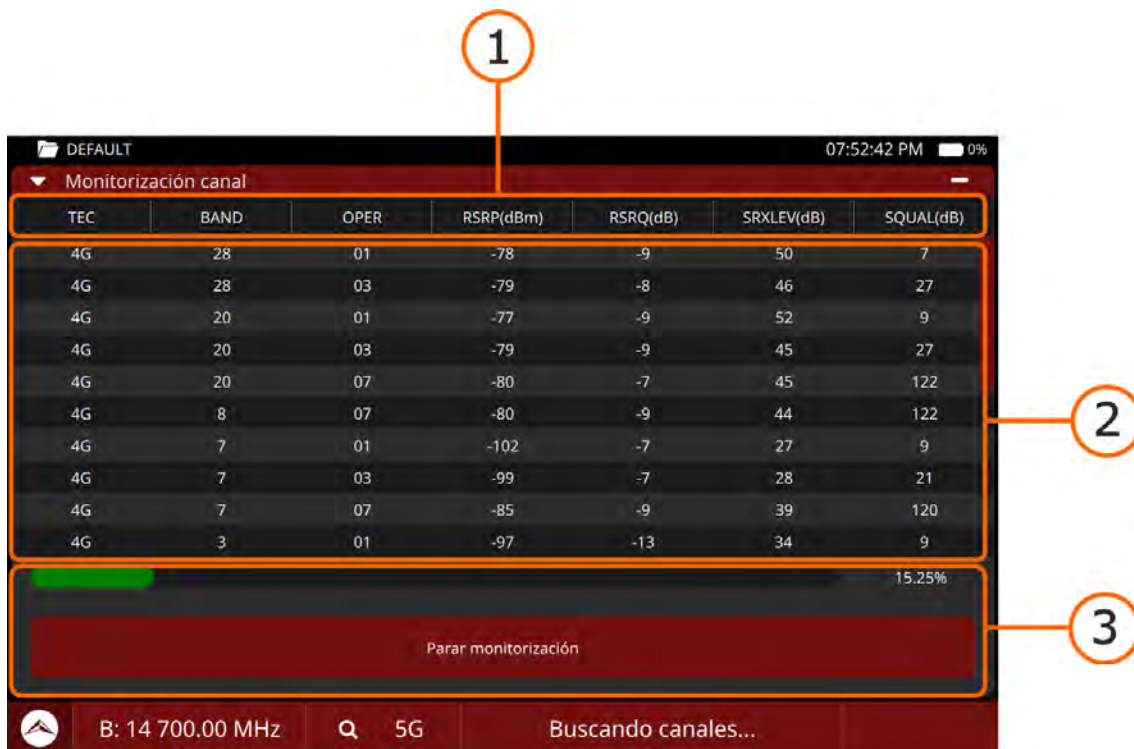 1
DEFAULT 07:52:42 PM 0%
Monitorización canal
TEC BAND OPER RSRP(dBm) RSRQ(dB) SRXLEV(dB) SQUAL(dB)
4G 28 01 -78 -9 50 7
4G 28 03 -79 -8 46 27
4G 20 01 -77 -9 52 9
4G 20 03 -79 -9 45 27
4G 20 07 -80 -7 45 122
4G 8 07 -80 -9 44 122
2
4G 7 01 -102 -7 27 9
4G 7 03 -99 -7 28 21
4G 7 07 -85 -9 39 120
4G 3 01 -97 -13 34 9
15.25%
3
Parar monitorización
B: 14 700.00 MHz 5G Buscando canales...